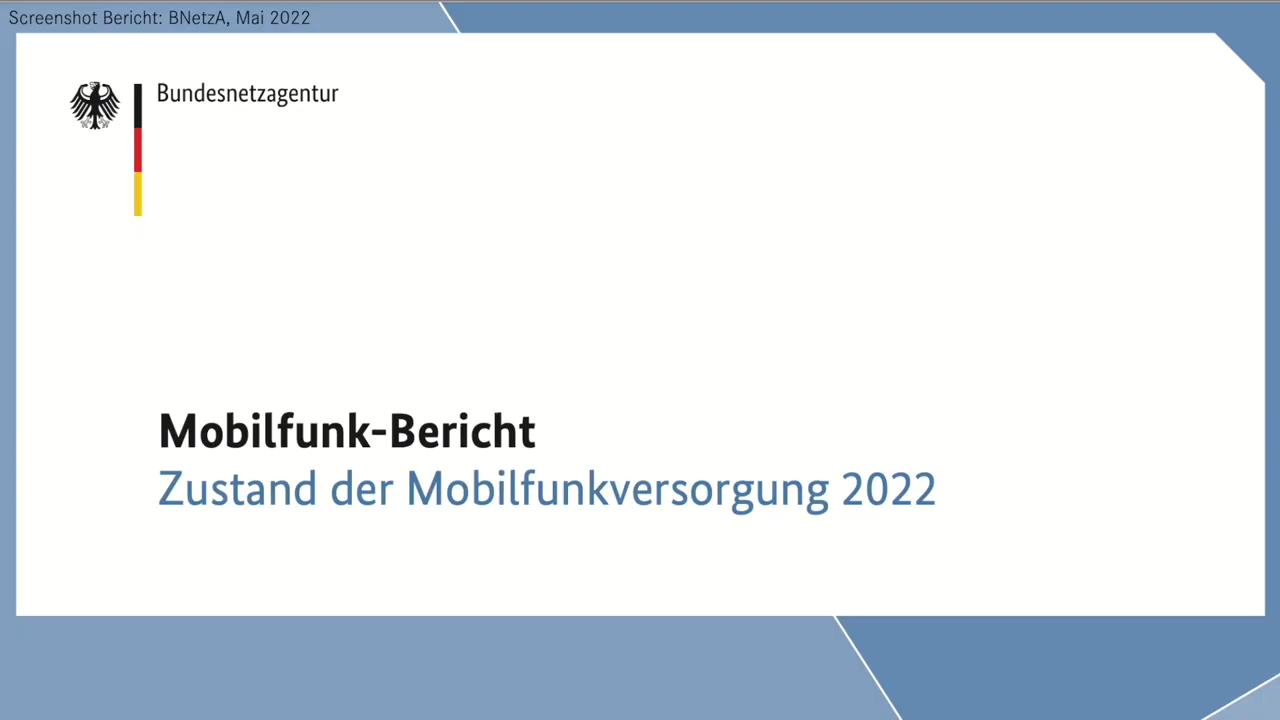 Screenshot Bericht: BNetzA, Mai 2022
Bundesnetzagentur
Mobilfunk-Bericht
Zustand der Mobilfunkversorgung 2022